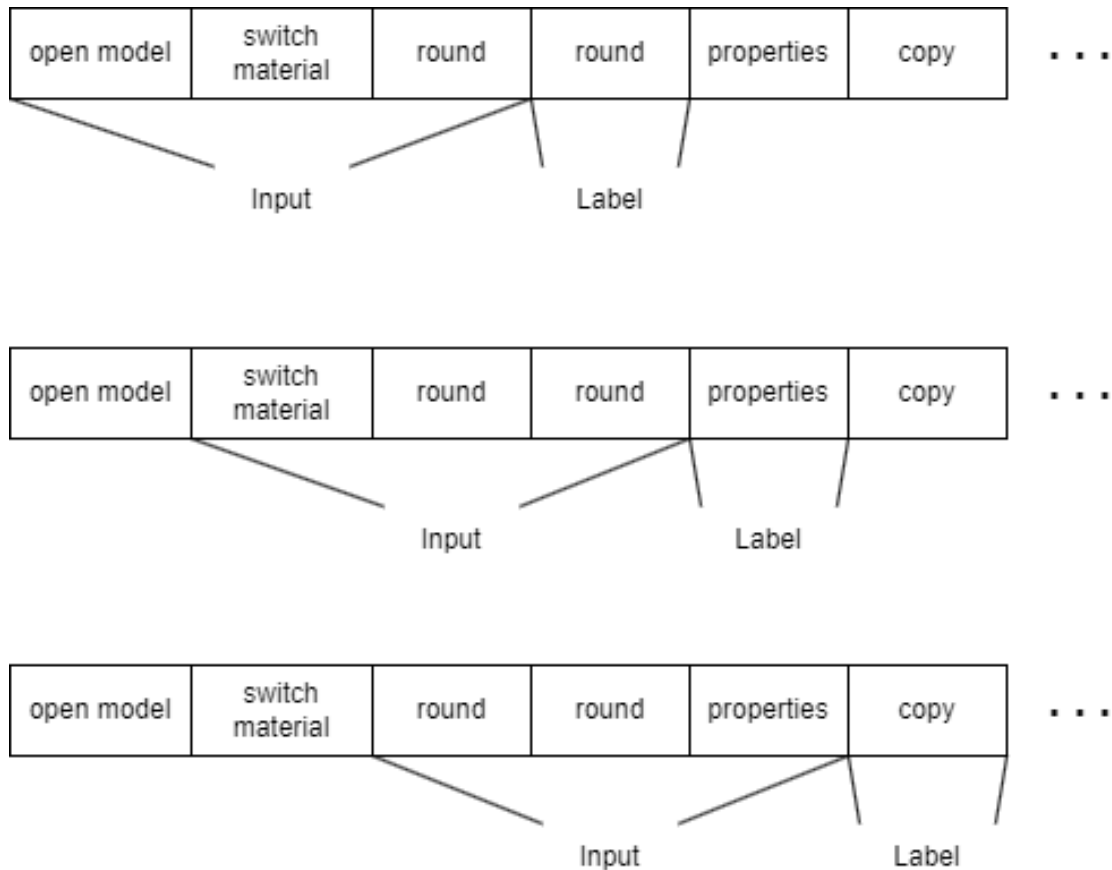 open model switch material round round properties copy . . .
Input Label
open model switch material round round properties copy . . .
Input Label
open model switch material round round properties copy . . .
Input Label